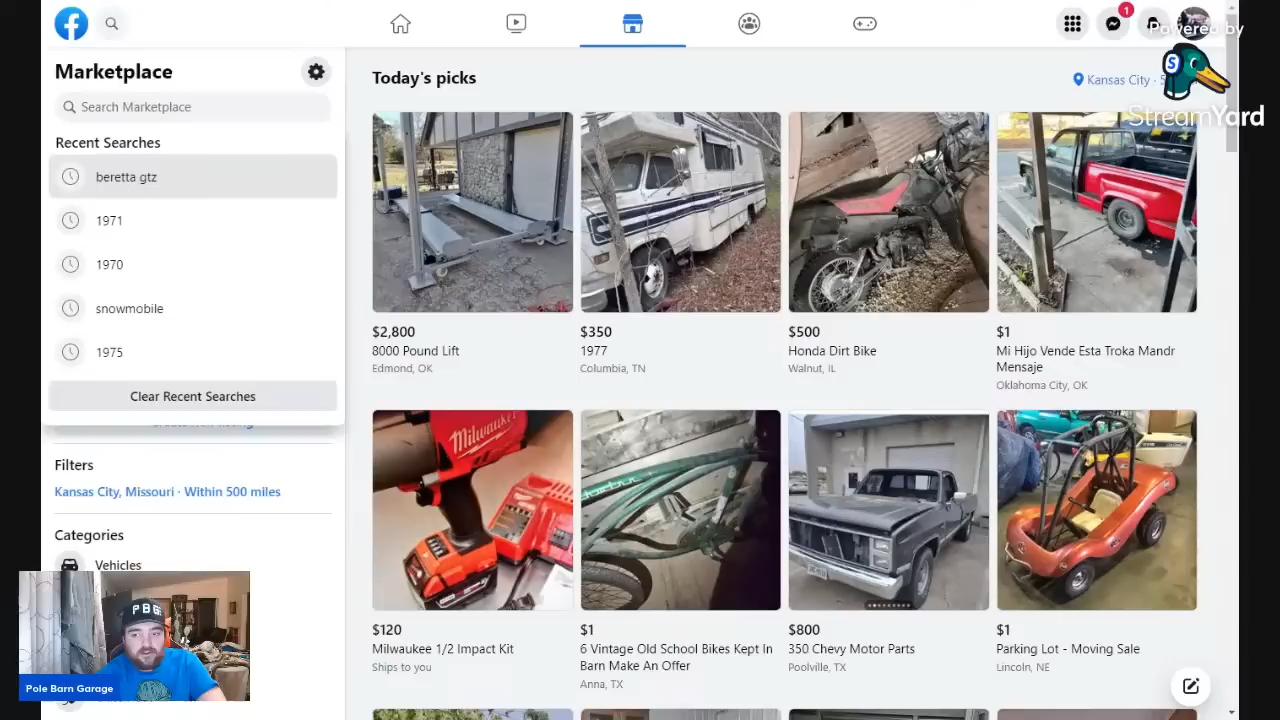 1
Powered by
StreamYard
Marketplace
Search Marketplace
Recent Searches
beretta gtz
1971
1970
snowmobile
1975
Clear Recent Searches
Filters
Kansas City, Missouri · Within 500 miles
Categories
Vehicles
Today's picks
Kansas City ·
$2,800
8000 Pound Lift
Edmond, OK
$350
1977
Columbia, TN
$500
Honda Dirt Bike
Walnut, IL
$1
Mi Hijo Vende Esta Troka Mandr
Mensaje
Oklahoma City, OK
Milwaukee
$120
Milwaukee 1/2 Impact Kit
Ships to you
$1
6 Vintage Old School Bikes Kept In
Barn Make An Offer
Anna, TX
$800
350 Chevy Motor Parts
Poolville, TX
$1
Parking Lot - Moving Sale
Lincoln, NE
PBG
Pole Barn Garage